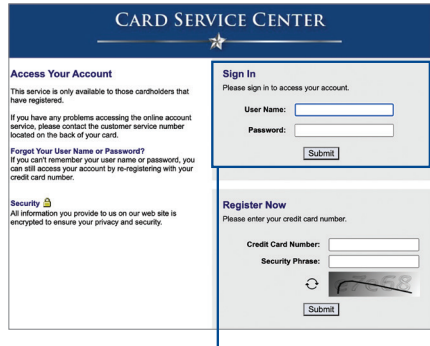 CARD SERVICE CENTER
Access Your Account
This service is only available to those cardholders that
have registered.
If you have any problems accessing the online account
service, please contact the customer service number
located on the back of your card.
Forgot Your User Name or Password?
If you can't remember your user name or password, you
can still access your account by re-registering with your
credit card number.
Security
All information you provide to us on our web site is
encrypted to ensure your privacy and security.
Sign In
Please sign in to access your account.
User Name:
Password:
Submit
Register Now
Please enter your credit card number.
Credit Card Number:
Security Phrase:
Submit